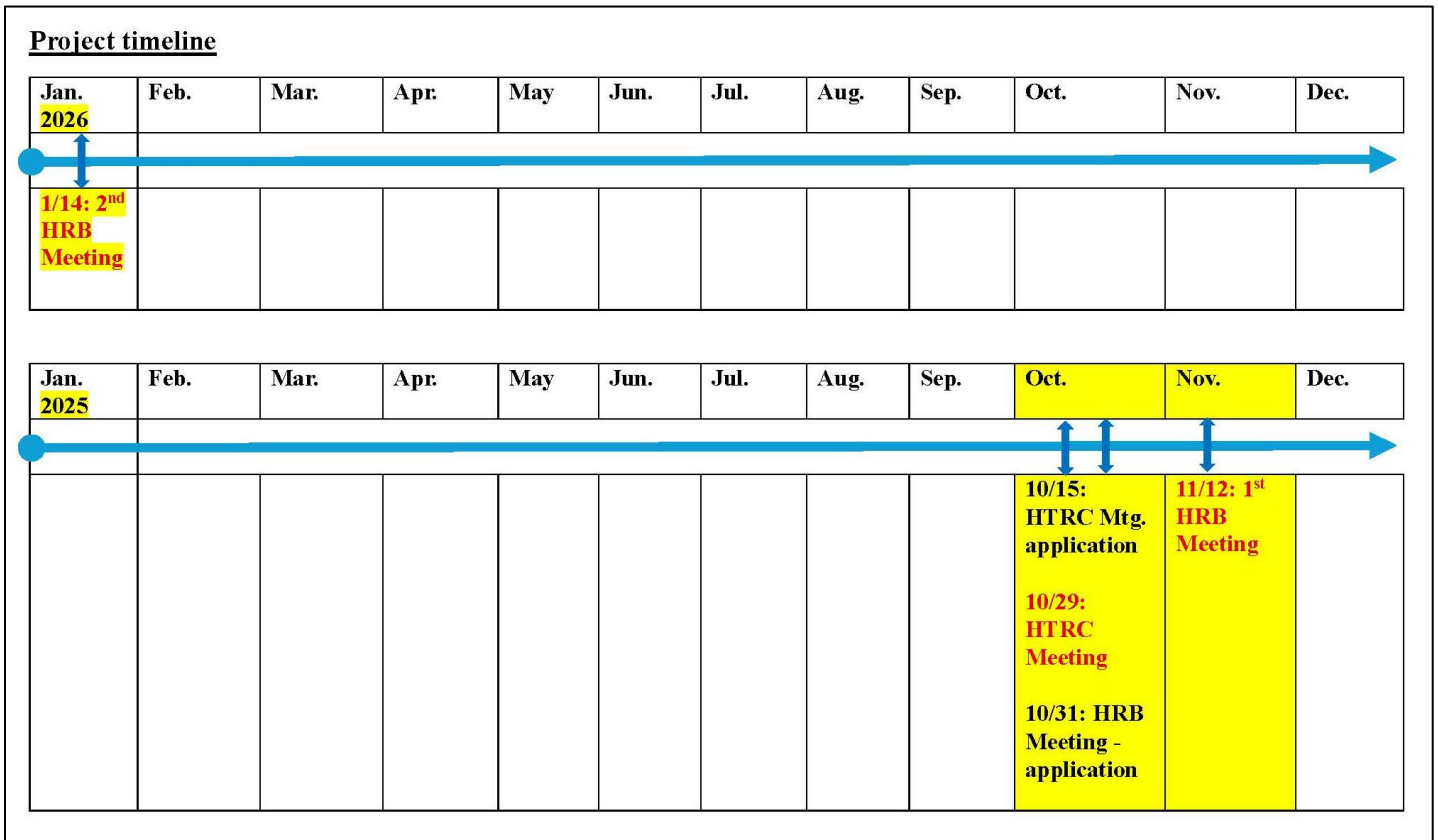 Project timeline
Jan. Feb. Mar. Apr. May Jun. Jul. Aug. Sep. Oct. Nov. Dec.
2026
1/14: 2nd
HRB
Meeting
Jan. Feb. Mar. Apr. May Jun. Jul. Aug. Sep. Oct. Nov. Dec.
2025
10/15:
HTRC Mtg.
application
10/29:
HTRC
Meeting
10/31: HRB
Meeting -
application
11/12: 1st
HRB
Meeting